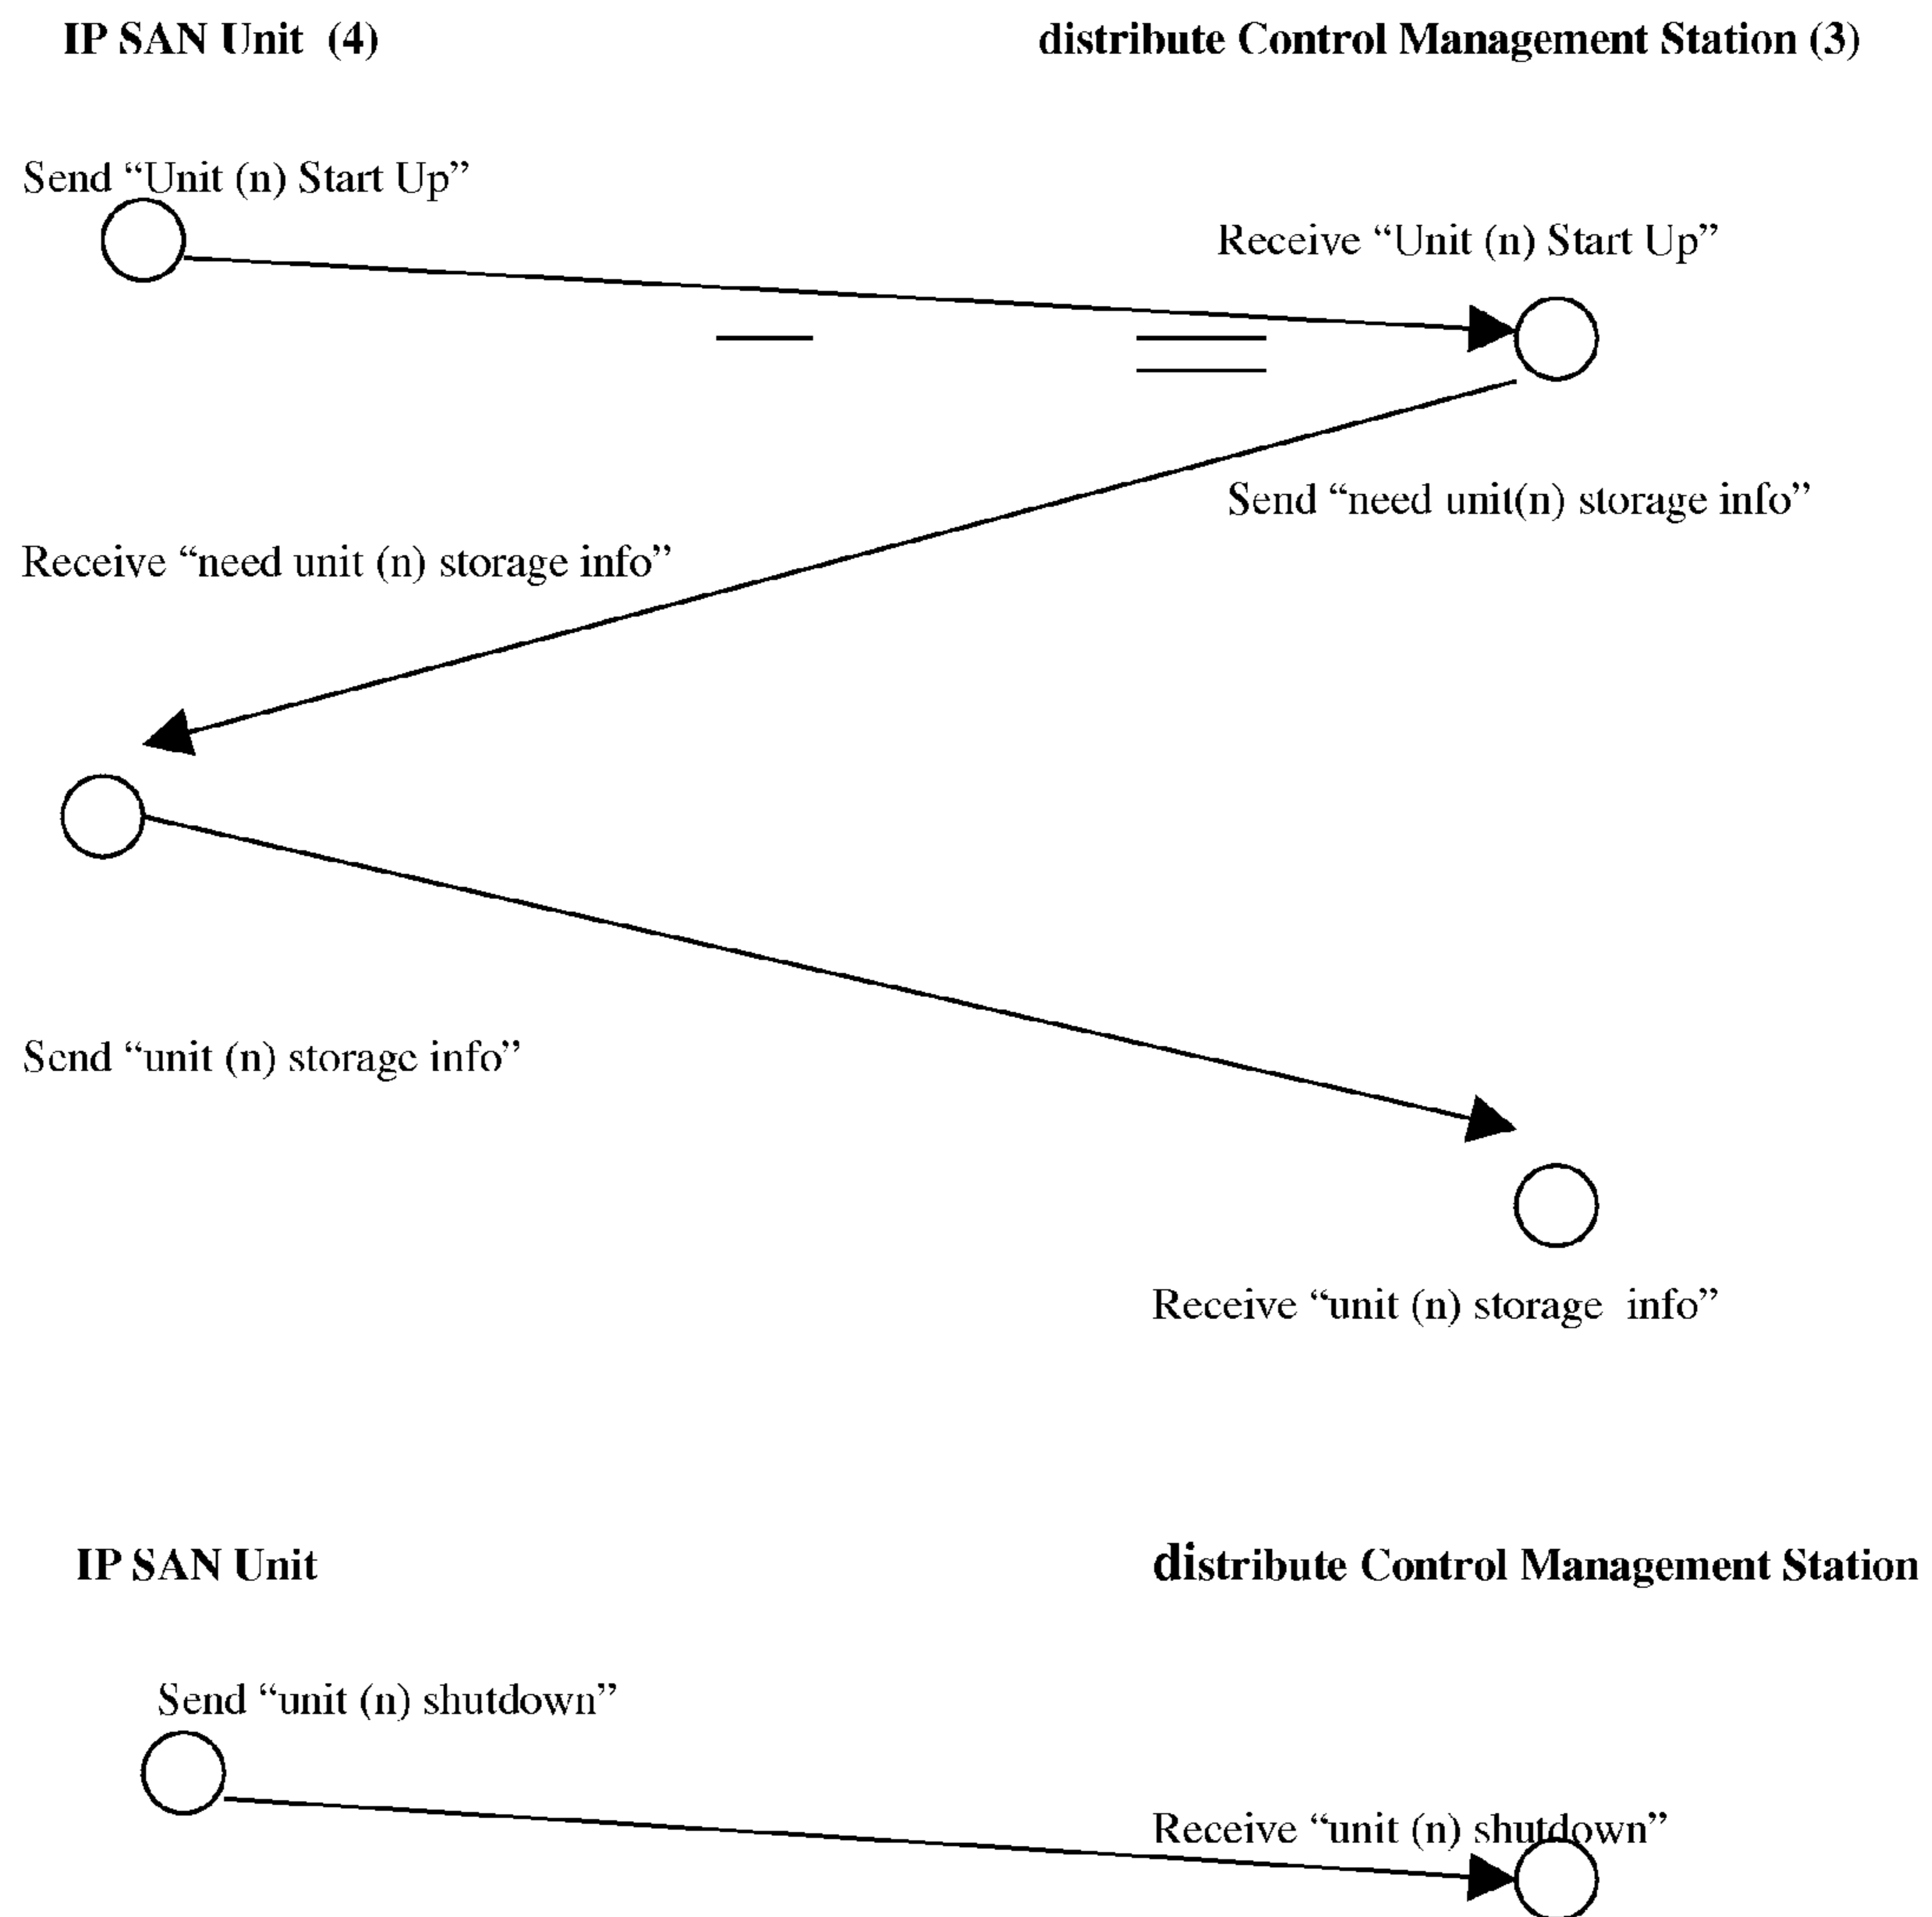 IP SAN Unit (4)
distribute Control Management Station (3)
Send “Unit (n) Start Up”
Receive “Unit (n) Start Up”
Send “need unit(n) storage info”
Receive “need unit (n) storage info”
Send “unit (n) storage info”
Receive “unit (n) storage info”
IP SAN Unit
distribute Control Management Station
Send “unit (n) shutdown”
Receive “unit (n) shutdown”